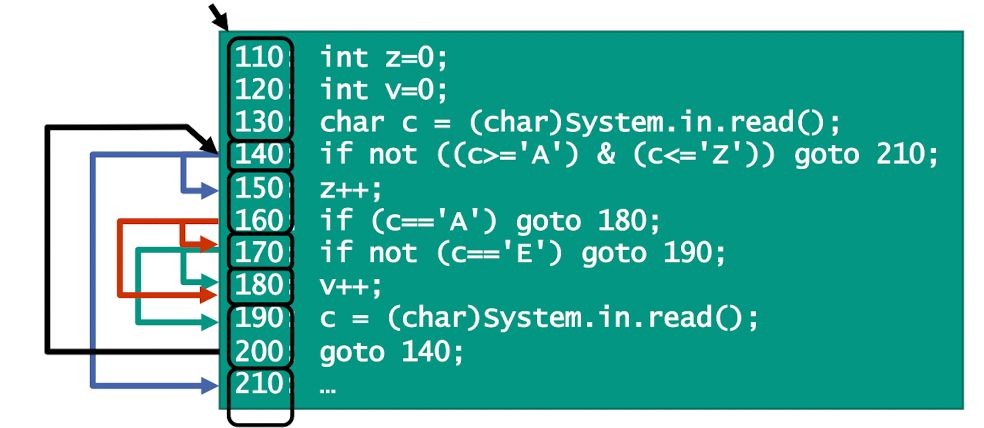 110: int z=0;
120: int v=0;
130: char c = (char)System.in.read();
140: if not ((c>='A') & (c<='Z')) goto 210;
150: z++;
160: if (c=='A') goto 180;
170: if not (c=='E') goto 190;
180: v++;
190: c = (char)System.in.read();
200: goto 140;
210: …